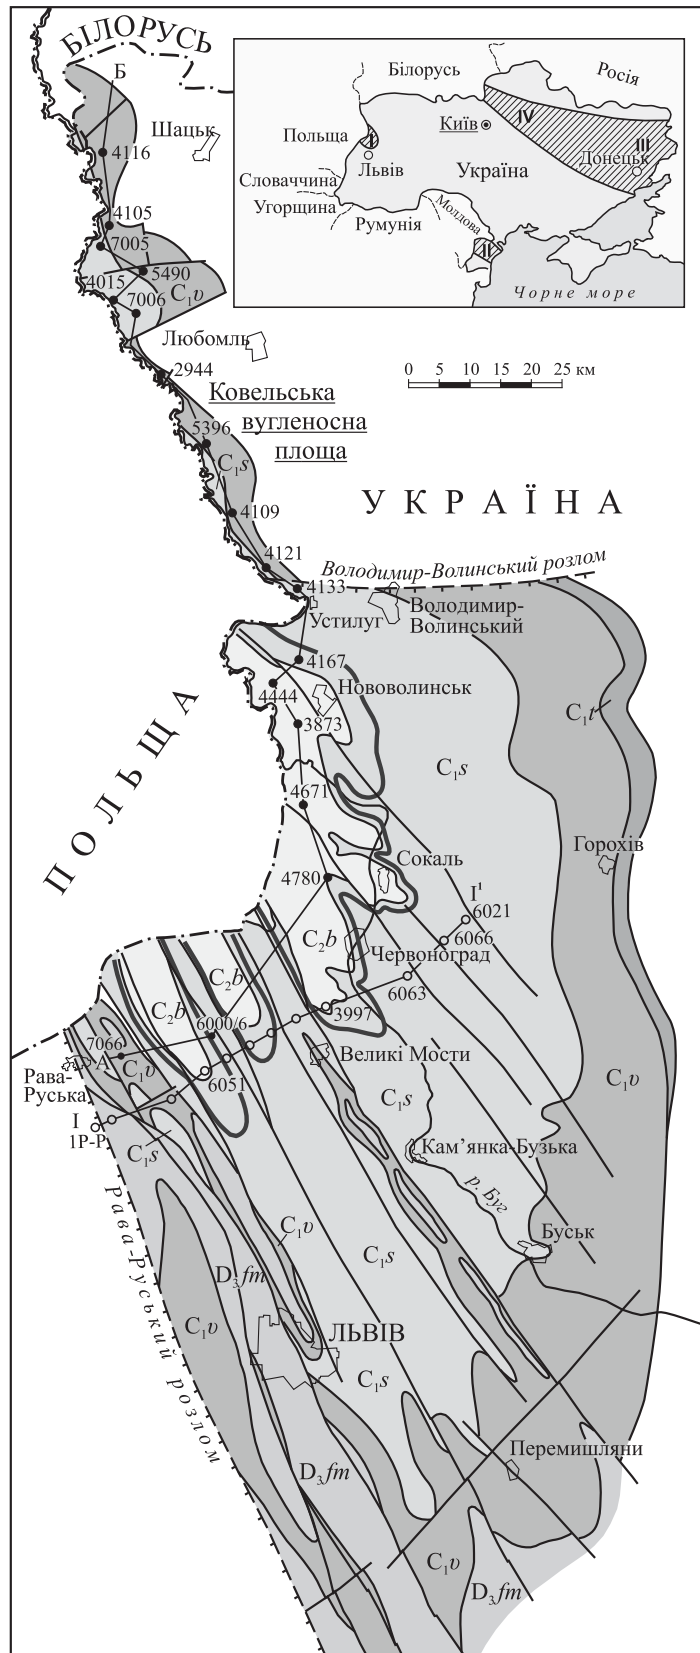 БІЛОРУСЬ
Б
Шацьк
4116
4105
7005
5490
4015
7006
C₁v
Любомль
2944
Білорусь
Росія
Польща
I
Львів
Київ
IV
III
Донецьк
Україна
Словаччина
Угорщина
Румунія
Молдова
II
Чорне море
0 5 10 15 20 25 км
Ковельська
вугленосна
площа
5396
C₁s
4109
4121
4133
УКРАЇНА
Володимир-Волинський розлом
Устилуг
Володимир-
Волинський
4167
4444
Нововолинськ
3873
ПОЛЬЩА
C₁s
C₁t
4671
Горохів
Сокаль
4780
I'
6021
6066
C₂b
Червоноград
6063
C₂b
C₂b
3997
6000/6
7066
А
C₁v
Рава-
Руська
6051
Великі Мости
C₁v
I
1Р-Р
C₁s
C₁s
Кам’янка-Бузька
р. Буг
Буськ
Рава-Руський розлом
C₁v
C₁s
D₃fm
C₁v
ЛЬВІВ
C₁s
Перемишляни
D₃fm
C₁v
D₃fm